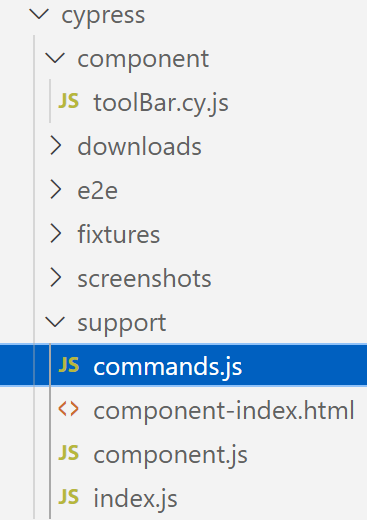 cypress
component
JS toolBar.cy.js
downloads
e2e
fixtures
screenshots
support
JS commands.js
<> component-index.html
JS component.js
JS index.js